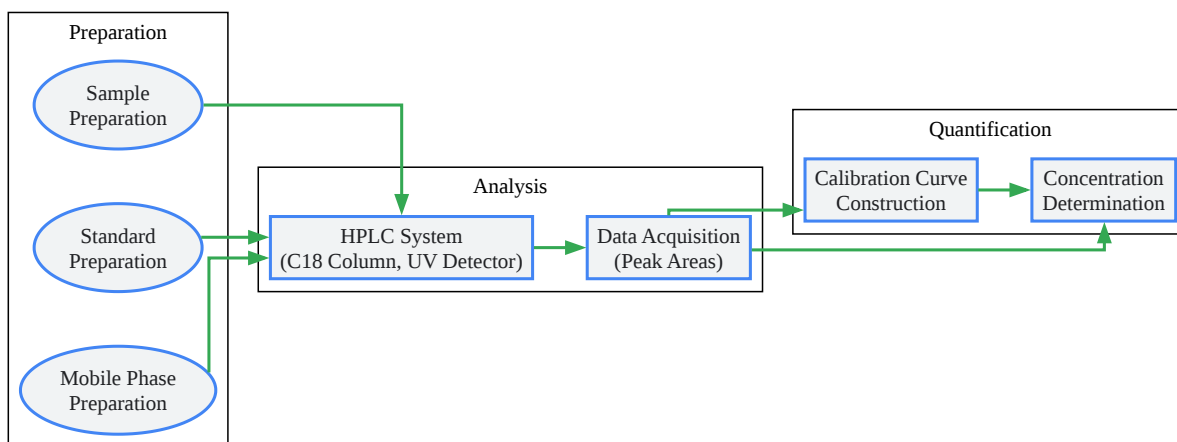 Preparation
Sample
Preparation
Standard
Preparation
Mobile Phase
Preparation
Analysis
HPLC System
(C18 Column, UV Detector)
Data Acquisition
(Peak Areas)
Quantification
Calibration Curve
Construction
Concentration
Determination